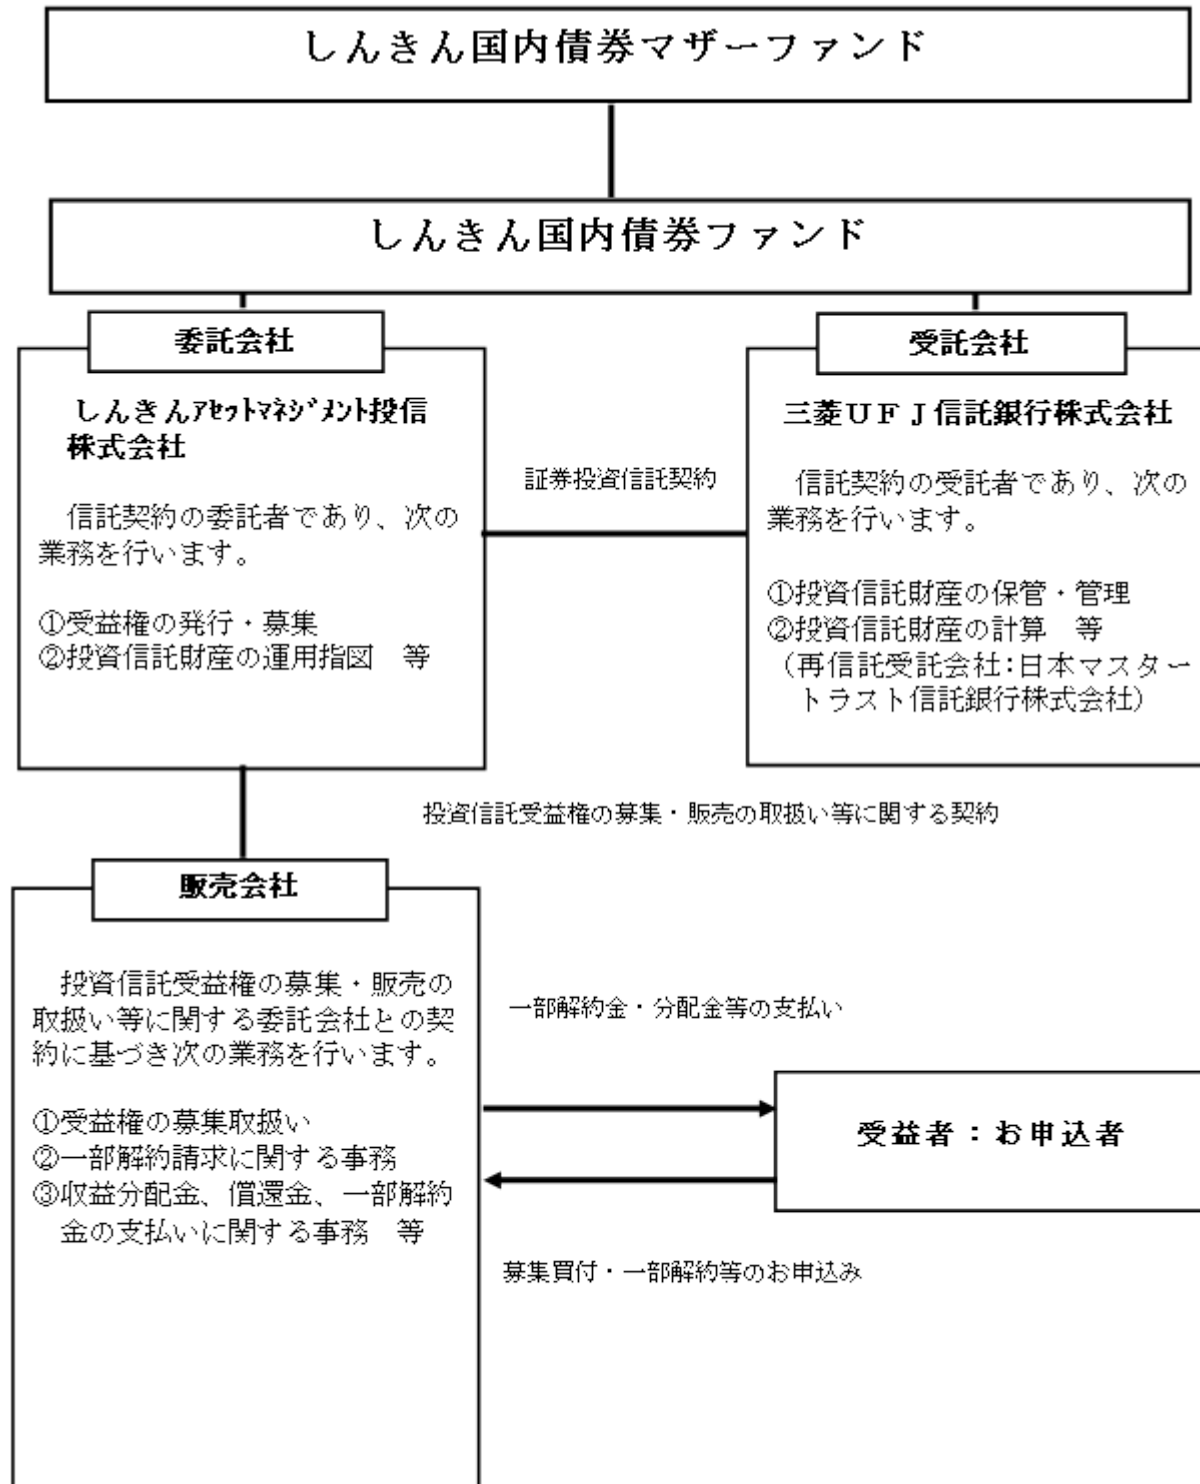 しんきん国内債券マザーファンド
しんきん国内債券ファンド
委託会社
しんきんｱｾｯﾄﾏﾈｼﾞﾒﾝﾄ投信
株式会社
信託契約の委託者であり、次の
業務を行います。
①受益権の発行・募集
②投資信託財産の運用指図　等
証券投資信託契約
受託会社
三菱ＵＦＪ信託銀行株式会社
信託契約の受託者であり、次の
業務を行います。
①投資信託財産の保管・管理
②投資信託財産の計算　等
（再信託受託会社：日本マスター
トラスト信託銀行株式会社）
投資信託受益権の募集・販売の取扱い等に関する契約
販売会社
投資信託受益権の募集・販売の
取扱い等に関する委託会社との契
約に基づき次の業務を行います。
①受益権の募集取扱い
②一部解約請求に関する事務
③収益分配金、償還金、一部解約
金の支払いに関する事務　等
一部解約金・分配金等の支払い
受益者：お申込者
募集買付・一部解約等のお申込み